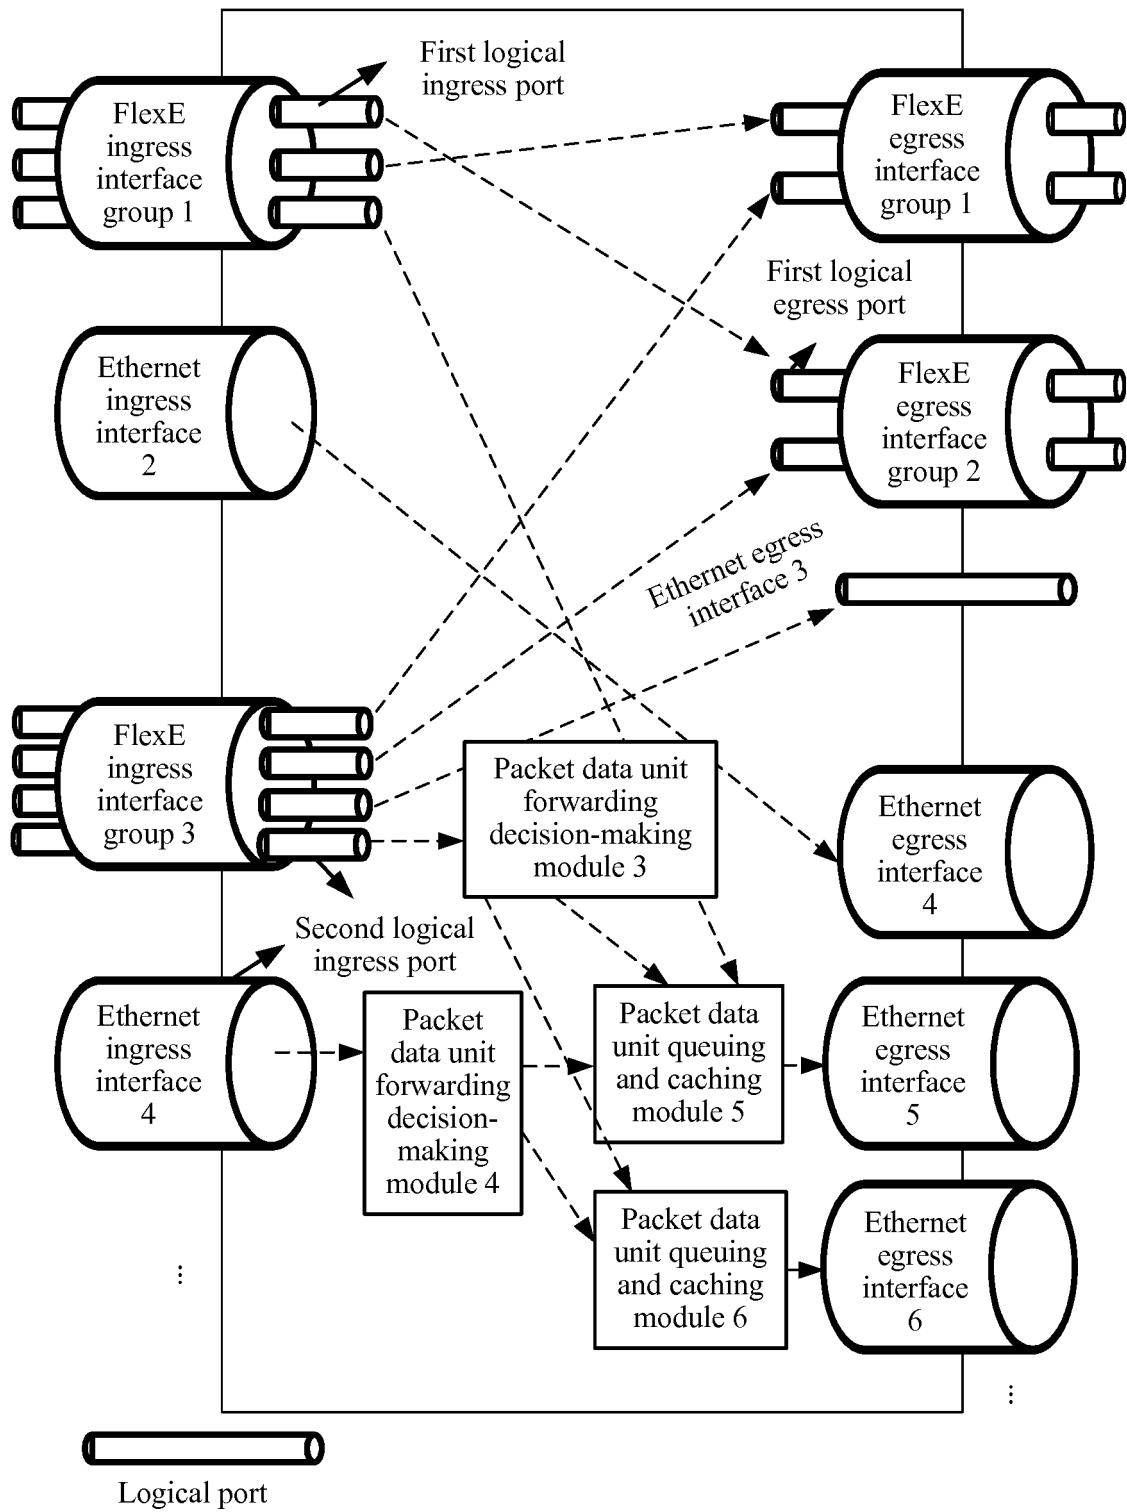 First logical
ingress port
FlexE
ingress
interface
group 1
FlexE
egress
interface
group 1
First logical
egress port
Ethernet
ingress
interface
2
FlexE
egress
interface
group 2
Ethernet egress
interface 3
FlexE
ingress
interface
group 3
Packet data unit
forwarding
decision-making
module 3
Ethernet
egress
interface
4
Second logical
ingress port
Ethernet
ingress
interface
4
Packet
data unit
forwarding
decision-
making
module 4
Packet data
unit queuing
and caching
module 5
Ethernet
egress
interface
5
Packet data
unit queuing
and caching
module 6
Ethernet
egress
interface
6
...
...
Logical port